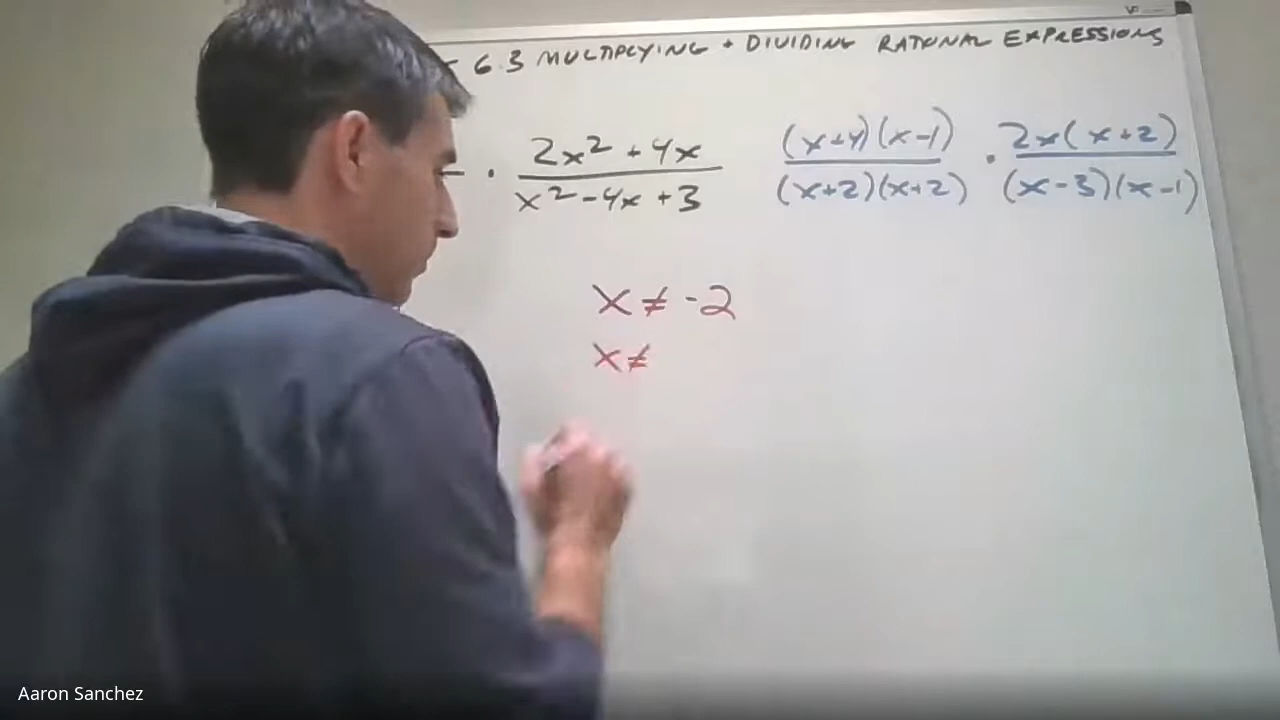 6.3 MULTIPLYING + DIVIDING RATIONAL EXPRESSIONS
· 2x² + 4x / x² - 4x + 3
(x+4)(x-1) / (x+2)(x+2) · 2x(x+2) / (x-3)(x-1)
x ≠ -2
x ≠
Aaron Sanchez